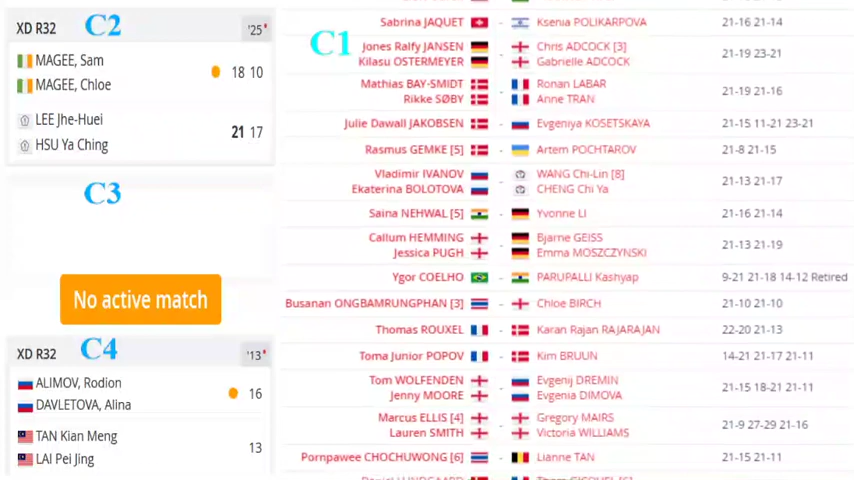 XD R32 C2 '25'
MAGEE, Sam
MAGEE, Chloe
18 10
LEE Jhe-Huei
HSU Ya Ching
21 17
C3
No active match
XD R32 C4 '13'
ALIMOV, Rodion
DAVLETOVA, Alina
16
TAN Kian Meng
LAI Pei Jing
13
C1
Sabrina JAQUET - Ksenia POLIKARPOVA 21-16 21-14
Jones Ralfy JANSEN - Chris ADCOCK [3] 21-19 23-21
Kilasu OSTERMEYER Gabrielle ADCOCK
Mathias BAY-SMIDT - Ronan LABAR 21-19 21-16
Rikke SØBY Anne TRAN
Julie Dawall JAKOBSEN - Evgeniya KOSETSKAYA 21-15 11-21 23-21
Rasmus GEMKE [5] - Artem POCHTAROV 21-8 21-15
Vladimir IVANOV - WANG Chi-Lin [8] 21-13 21-17
Ekaterina BOLOTOVA CHENG Chi Ya
Saina NEHWAL [5] - Yvonne LI 21-16 21-14
Callum HEMMING - Bjarne GEISS 21-13 21-19
Jessica PUGH Emma MOSZCZYNSKI
Ygor COELHO - PARUPALLI Kashyap 9-21 21-18 14-12 Retired
Busanan ONGBAMRUNGPHAN [3] - Chloe BIRCH 21-10 21-10
Thomas ROUXEL - Karan Rajan RAJARAJAN 22-20 21-13
Toma Junior POPOV - Kim BRUUN 14-21 21-17 21-11
Tom WOLFENDEN - Evgenij DREMIN 21-15 18-21 21-11
Jenny MOORE Evgenia DIMOVA
Marcus ELLIS [4] - Gregory MAIRS 21-9 27-29 21-16
Lauren SMITH Victoria WILLIAMS
Pornpawee CHOCHUWONG [6] - Lianne TAN 21-15 21-11